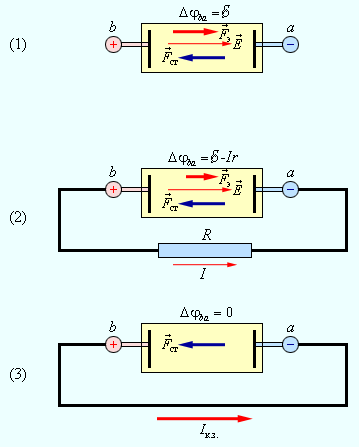 Δφba = ℰ
b a
(1) + F⃗э E⃗ −
F⃗ст
Δφba = ℰ - Ir
b a
+ F⃗э E⃗ −
(2) F⃗ст
R
I
Δφba = 0
b a
+ F⃗ст −
(3)
Iк.з.